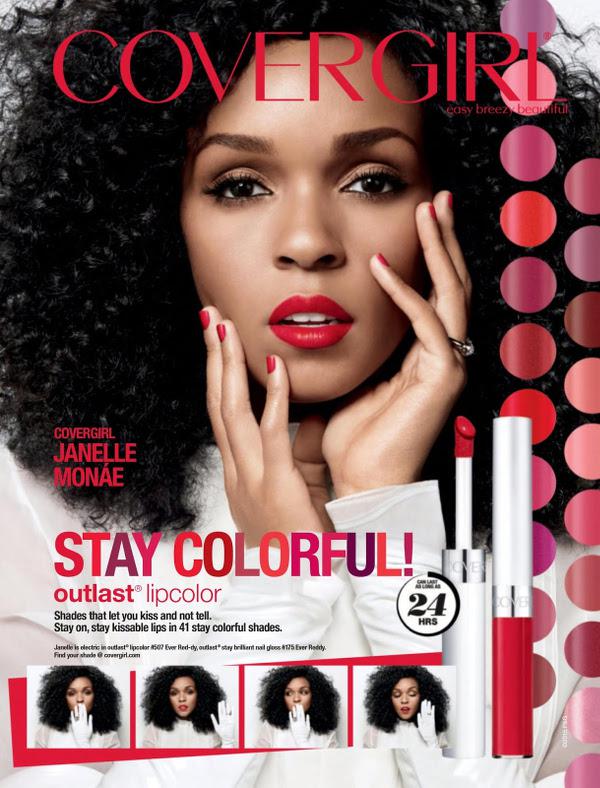 COVERGIRL®
easy breezy beautiful
COVERGIRL
JANELLE
MONÁE
STAY COLORFUL!
outlast® lipcolor
Shades that let you kiss and not tell.
Stay on, stay kissable lips in 41 stay colorful shades.
Janelle is electric in outlast® lipcolor #507 Ever Red-dy, outlast® stay brilliant nail gloss #175 Ever Reddy.
Find your shade @ covergirl.com
CAN LAST
AS LONG AS
24
HRS